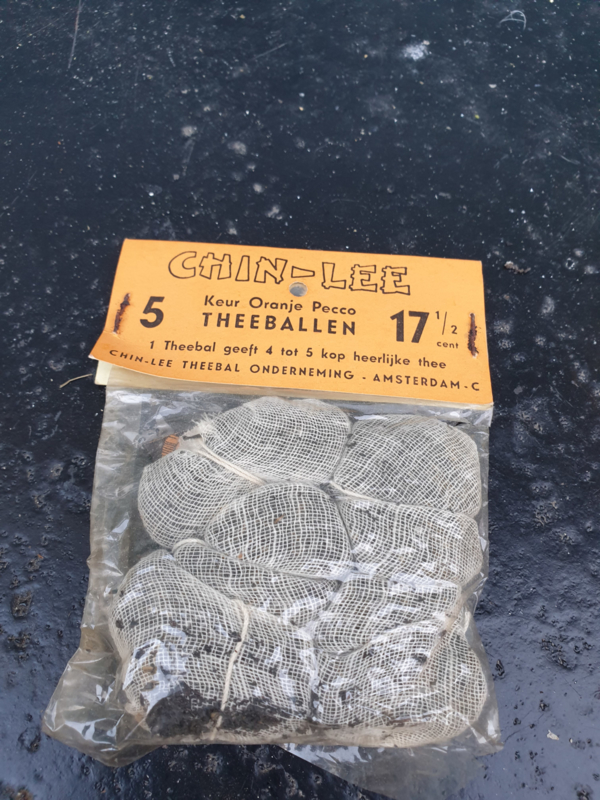 CHIN-LEE
5 Keur Oranje Pecco 17 1/2
THEEBALLEN cent
1 Theebal geeft 4 tot 5 kop heerlijke thee
CHIN-LEE THEEBAL ONDERNEMING - AMSTERDAM-C